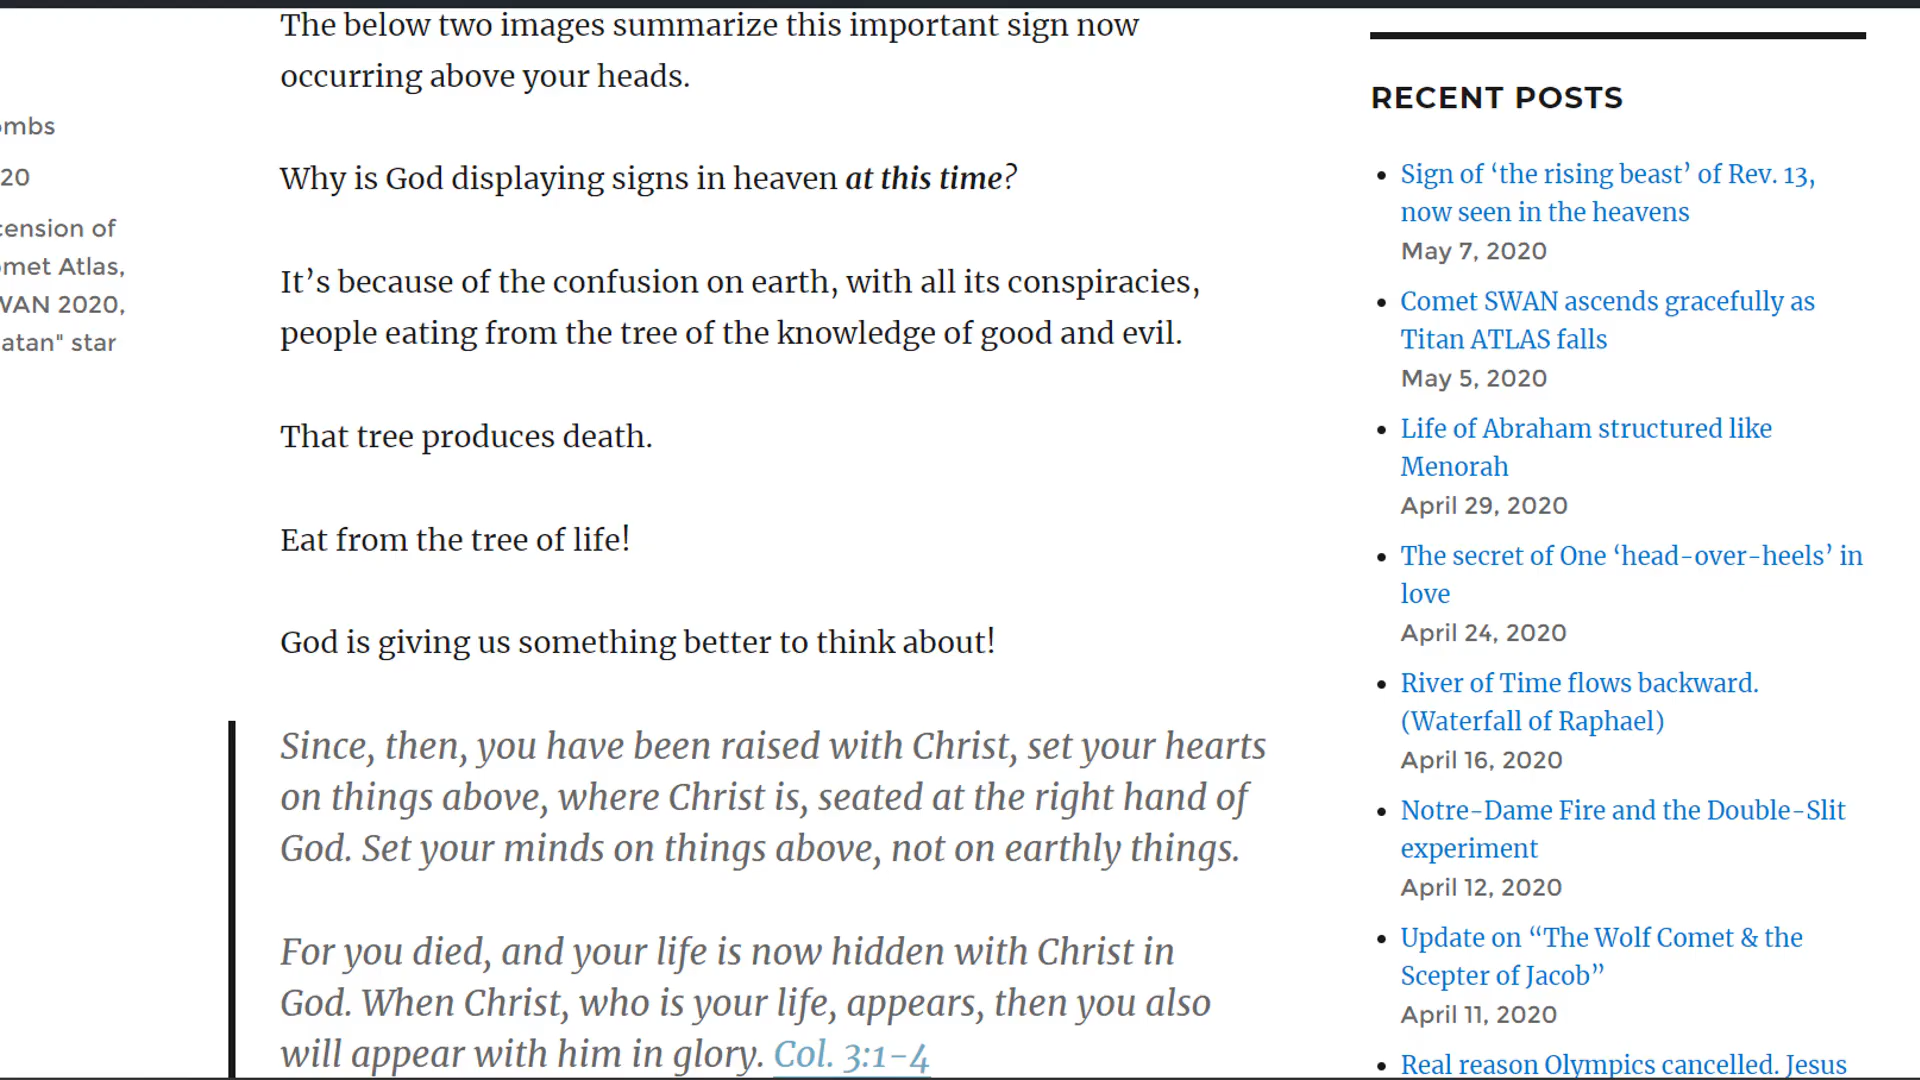 The below two images summarize this important sign now
occurring above your heads.
Why is God displaying signs in heaven at this time?
It’s because of the confusion on earth, with all its conspiracies,
people eating from the tree of the knowledge of good and evil.
That tree produces death.
Eat from the tree of life!
God is giving us something better to think about!
Since, then, you have been raised with Christ, set your hearts
on things above, where Christ is, seated at the right hand of
God. Set your minds on things above, not on earthly things.
For you died, and your life is now hidden with Christ in
God. When Christ, who is your life, appears, then you also
will appear with him in glory. Col. 3:1-4
ombs
20
cension of
omet Atlas,
WAN 2020,
atan" star
RECENT POSTS
Sign of ‘the rising beast’ of Rev. 13,
now seen in the heavens
May 7, 2020
Comet SWAN ascends gracefully as
Titan ATLAS falls
May 5, 2020
Life of Abraham structured like
Menorah
April 29, 2020
The secret of One ‘head-over-heels’ in
love
April 24, 2020
River of Time flows backward.
(Waterfall of Raphael)
April 16, 2020
Notre-Dame Fire and the Double-Slit
experiment
April 12, 2020
Update on “The Wolf Comet & the
Scepter of Jacob”
April 11, 2020
Real reason Olympics cancelled. Jesus